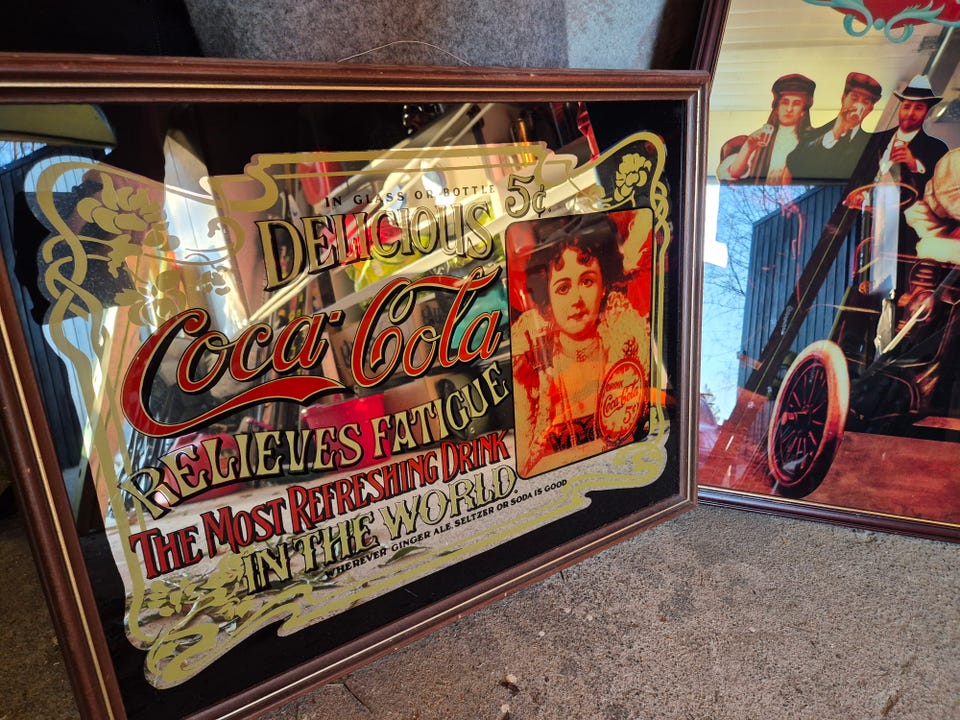 IN GLASS OR BOTTLE 5¢.
DELICIOUS
Coca-Cola
RELIEVES FATIGUE
THE MOST REFRESHING DRINK
IN THE WORLD.
WHEREVER GINGER ALE, SELTZER OR SODA IS GOOD
DRINK
Coca-Cola
5¢